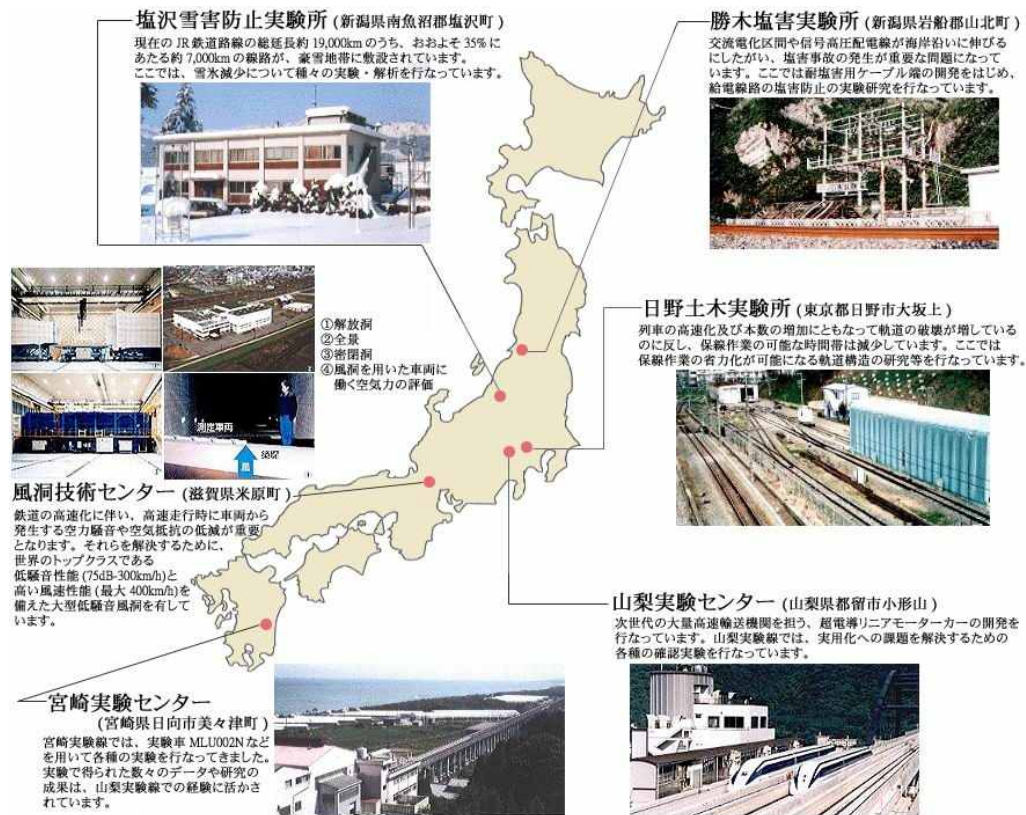 塩沢雪害防止実験所 (新潟県南魚沼郡塩沢町)
現在の JR 鉄道路線の総延長約 19,000km のうち、おおよそ 35% に
あたる約 7,000km の線路が、豪雪地帯に敷設されています。
ここでは、雪氷減少について種々の実験・解析を行なっています。
勝木塩害実験所 (新潟県岩船郡山北町)
交流電化区間や信号高圧配電線が海岸沿いに伸びる
にしたがい、塩害事故の発生が重要な問題になって
います。ここでは耐塩害用ケーブル端の開発をはじめ、
給電線路の塩害防止の実験研究を行なっています。
①解放洞
②全景
③密閉洞
④風洞を用いた車両に
働く空気力の評価
測定車両
築堤
風
日野土木実験所 (東京都日野市大坂上)
列車の高速化及び本数の増加にともなって軌道の破壊が増している
のに反し、保線作業の可能な時間帯は減少しています。ここでは
保線作業の省力化が可能になる軌道構造の研究等を行なっています。
風洞技術センター (滋賀県米原町)
鉄道の高速化に伴い、高速走行時に車両から
発生する空力騒音や空気抵抗の低減が重要
となります。それらを解決するために、
世界のトップクラスである
低騒音性能 (75dB-300km/h) と
高い風速性能 (最大 400km/h) を
備えた大型低騒音風洞を有して
います。
山梨実験センター (山梨県都留市小形山)
次世代の大量高速輸送機関を担う、超電導リニアモーターカーの開発を
行なっています。山梨実験線では、実用化への課題を解決するための
各種の確認実験を行なっています。
宮崎実験センター
(宮崎県日向市美々津町)
宮崎実験線では、実験車 MLU002N など
を用いて各種の実験を行なってきました。
実験で得られた数々のデータや研究の
成果は、山梨実験線での経験に活かさ
れています。